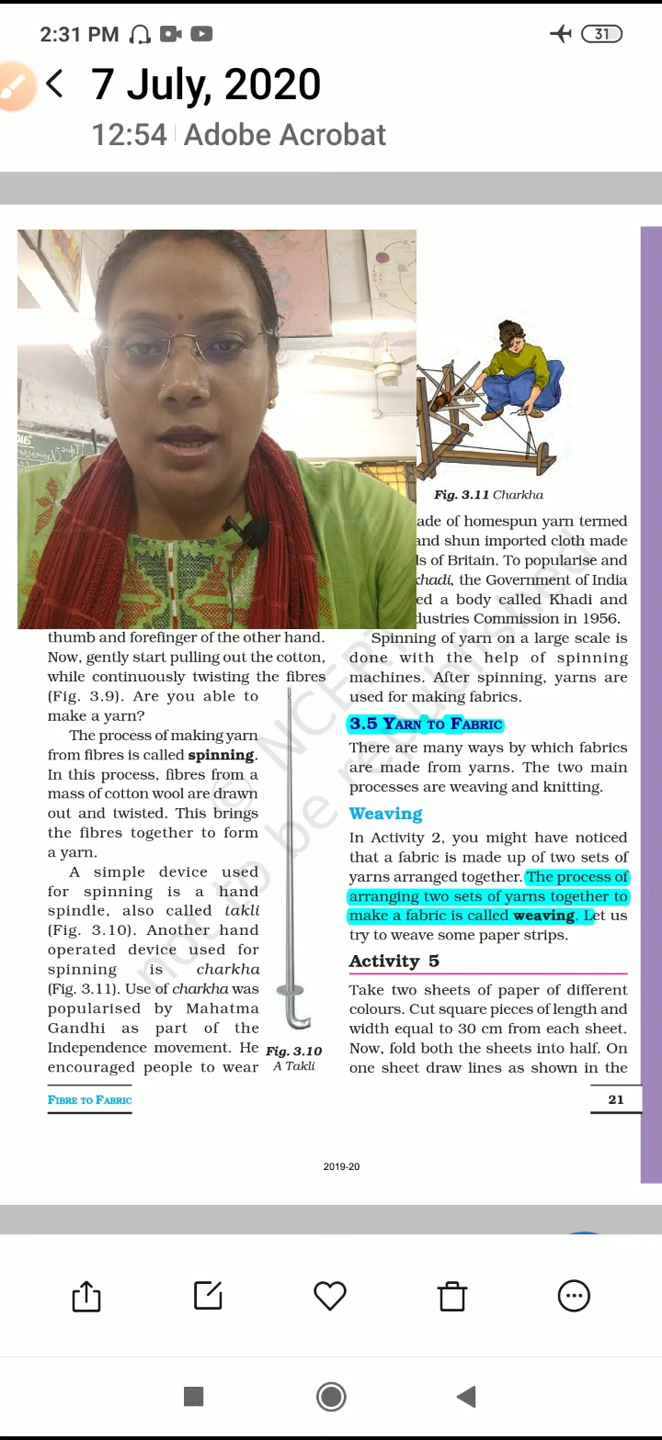 2:31 PM
31
7 July, 2020
12:54 Adobe Acrobat
Fig. 3.11 Charkha
ade of homespun yarn termed
and shun imported cloth made
ls of Britain. To popularise and
khadi, the Government of India
ed a body called Khadi and
dustries Commission in 1956.
Spinning of yarn on a large scale is
done with the help of spinning
machines. After spinning, yarns are
used for making fabrics.
3.5 YARN TO FABRIC
There are many ways by which fabrics
are made from yarns. The two main
processes are weaving and knitting.
Weaving
In Activity 2, you might have noticed
that a fabric is made up of two sets of
yarns arranged together. The process of
arranging two sets of yarns together to
make a fabric is called weaving. Let us
try to weave some paper strips.
Activity 5
Take two sheets of paper of different
colours. Cut square pieces of length and
width equal to 30 cm from each sheet.
Now, fold both the sheets into half. On
one sheet draw lines as shown in the
thumb and forefinger of the other hand.
Now, gently start pulling out the cotton,
while continuously twisting the fibres
(Fig. 3.9). Are you able to
make a yarn?
The process of making yarn
from fibres is called spinning.
In this process, fibres from a
mass of cotton wool are drawn
out and twisted. This brings
the fibres together to form
a yarn.
A simple device used
for spinning is a hand
spindle, also called takli
(Fig. 3.10). Another hand
operated device used for
spinning is charkha
(Fig. 3.11). Use of charkha was
popularised by Mahatma
Gandhi as part of the
Independence movement. He
encouraged people to wear
Fig. 3.10
A Takli
© NCERT
not to be republished
FIBRE TO FABRIC
21
2019-20